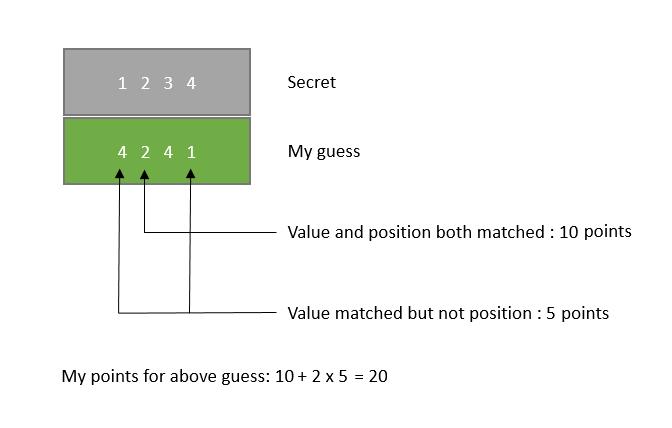 1 2 3 4 Secret
4 2 4 1 My guess
Value and position both matched : 10 points
Value matched but not position : 5 points
My points for above guess: 10 + 2 x 5 = 20